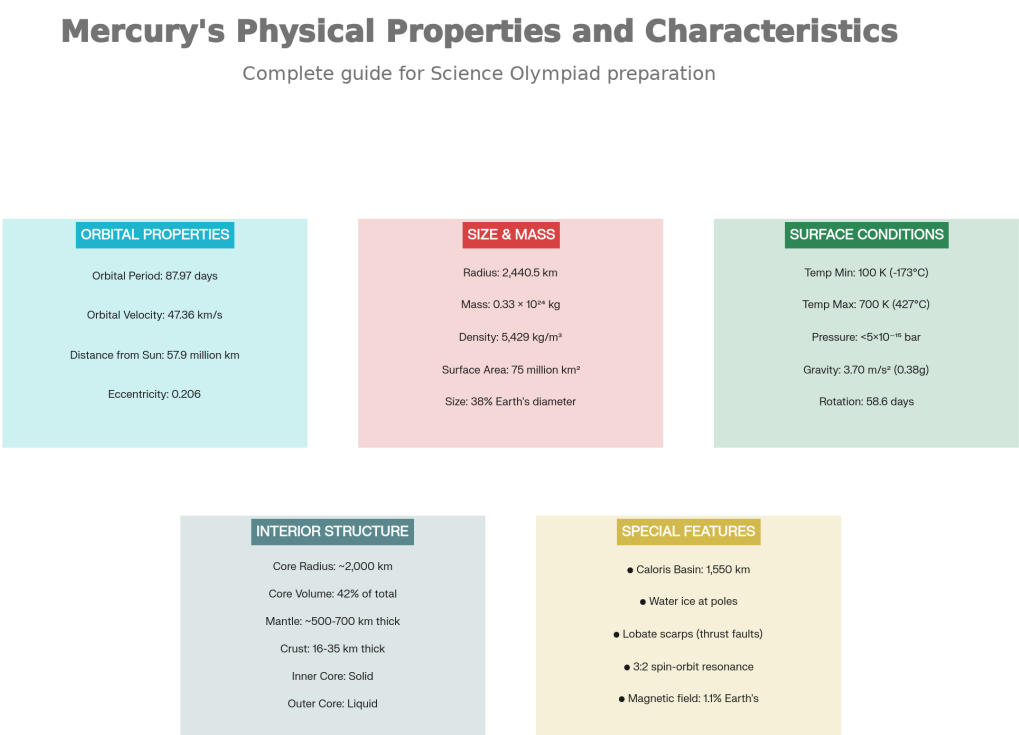 Mercury's Physical Properties and Characteristics
Complete guide for Science Olympiad preparation
ORBITAL PROPERTIES
Orbital Period: 87.97 days
Orbital Velocity: 47.36 km/s
Distance from Sun: 57.9 million km
Eccentricity: 0.206
SIZE & MASS
Radius: 2,440.5 km
Mass: 0.33 × 10²⁴ kg
Density: 5,429 kg/m³
Surface Area: 75 million km²
Size: 38% Earth's diameter
SURFACE CONDITIONS
Temp Min: 100 K (-173°C)
Temp Max: 700 K (427°C)
Pressure: <5×10⁻¹⁵ bar
Gravity: 3.70 m/s² (0.38g)
Rotation: 58.6 days
INTERIOR STRUCTURE
Core Radius: ~2,000 km
Core Volume: 42% of total
Mantle: ~500-700 km thick
Crust: 16-35 km thick
Inner Core: Solid
Outer Core: Liquid
SPECIAL FEATURES
● Caloris Basin: 1,550 km
● Water ice at poles
● Lobate scarps (thrust faults)
● 3:2 spin-orbit resonance
● Magnetic field: 1.1% Earth's